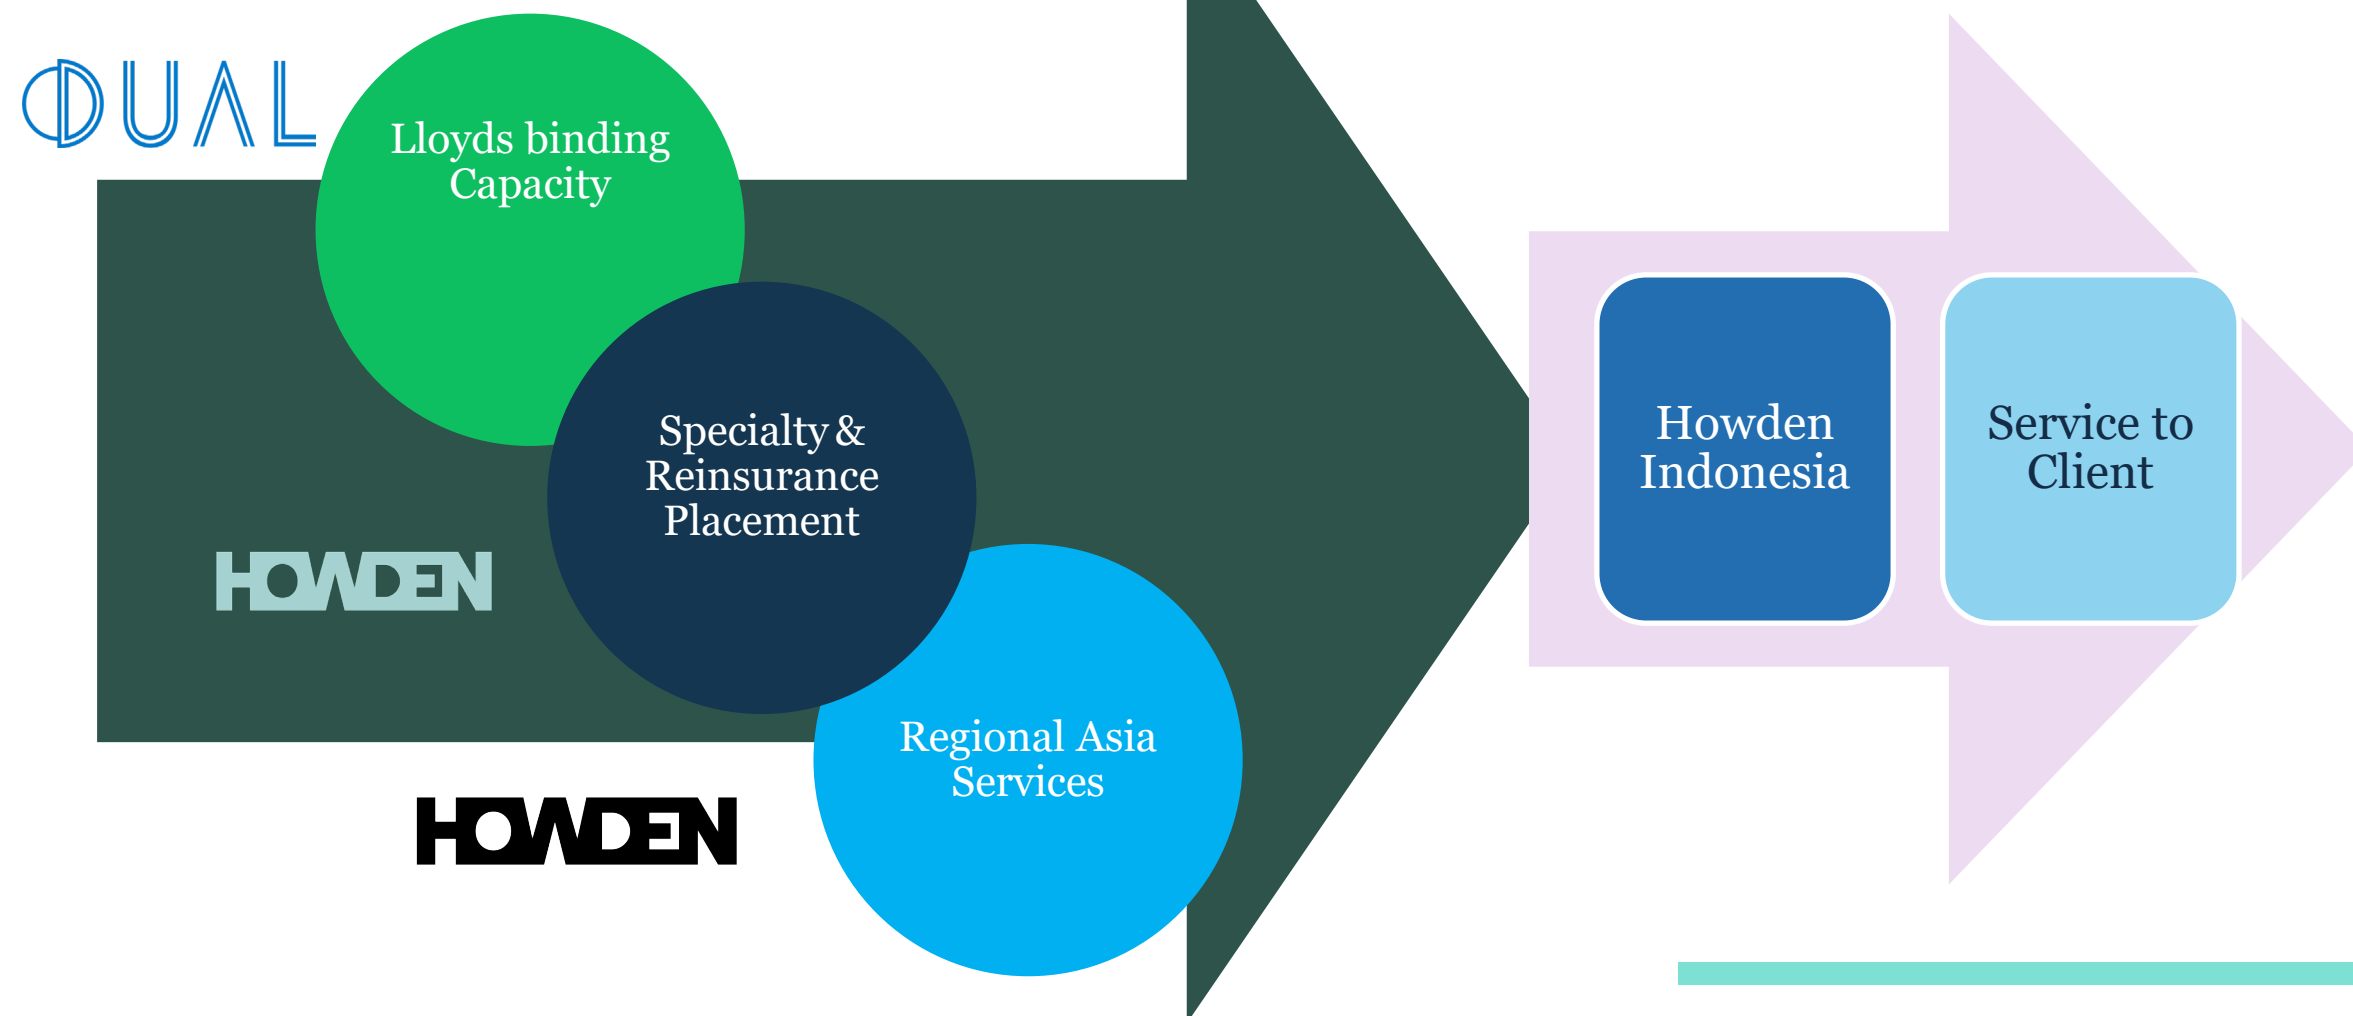 DUAL
Lloyds binding
Capacity
Specialty &
Reinsurance
Placement
HOWDEN
Regional Asia
Services
HOWDEN
Howden
Indonesia
Service to
Client